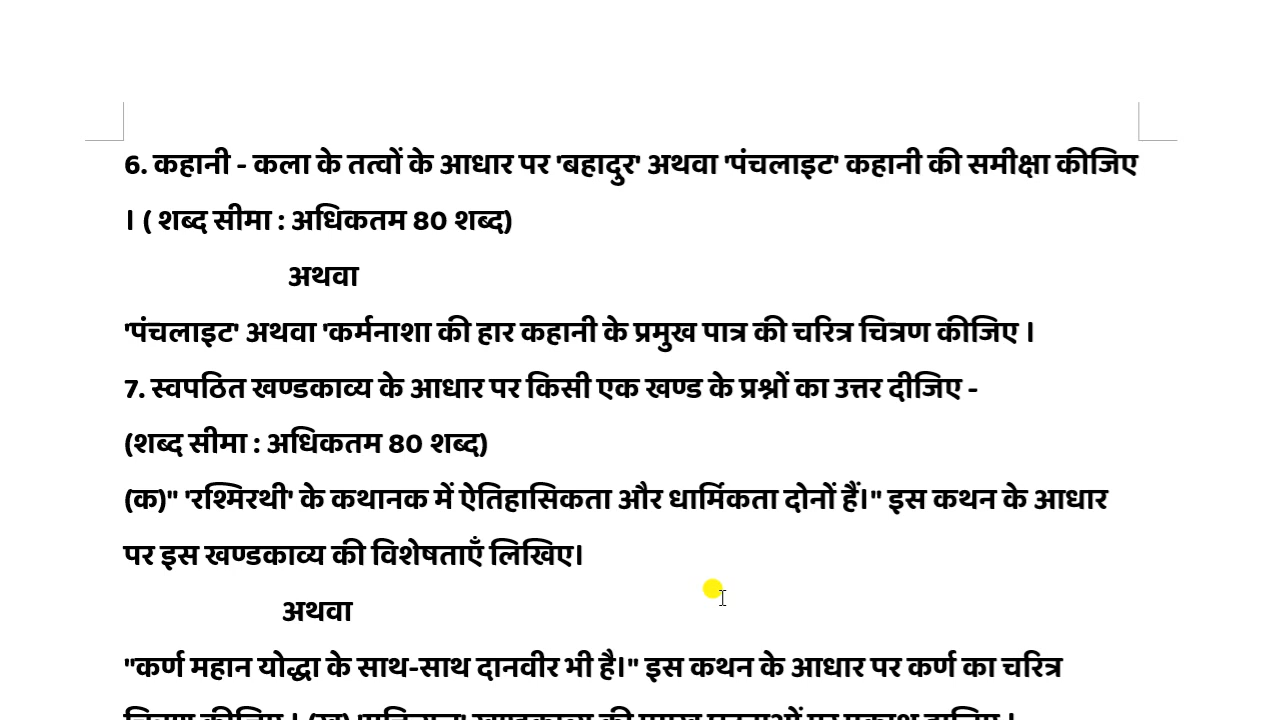 6. कहानी - कला के तत्वों के आधार पर 'बहादुर' अथवा 'पंचलाइट' कहानी की समीक्षा कीजिए
। ( शब्द सीमा : अधिकतम 80 शब्द)
अथवा
'पंचलाइट' अथवा 'कर्मनाशा की हार कहानी के प्रमुख पात्र की चरित्र चित्रण कीजिए ।
7. स्वपठित खण्डकाव्य के आधार पर किसी एक खण्ड के प्रश्नों का उत्तर दीजिए -
(शब्द सीमा : अधिकतम 80 शब्द)
(क)" 'रश्मिरथी' के कथानक में ऐतिहासिकता और धार्मिकता दोनों हैं।" इस कथन के आधार
पर इस खण्डकाव्य की विशेषताएँ लिखिए।
अथवा
"कर्ण महान योद्धा के साथ-साथ दानवीर भी है।" इस कथन के आधार पर कर्ण का चरित्र